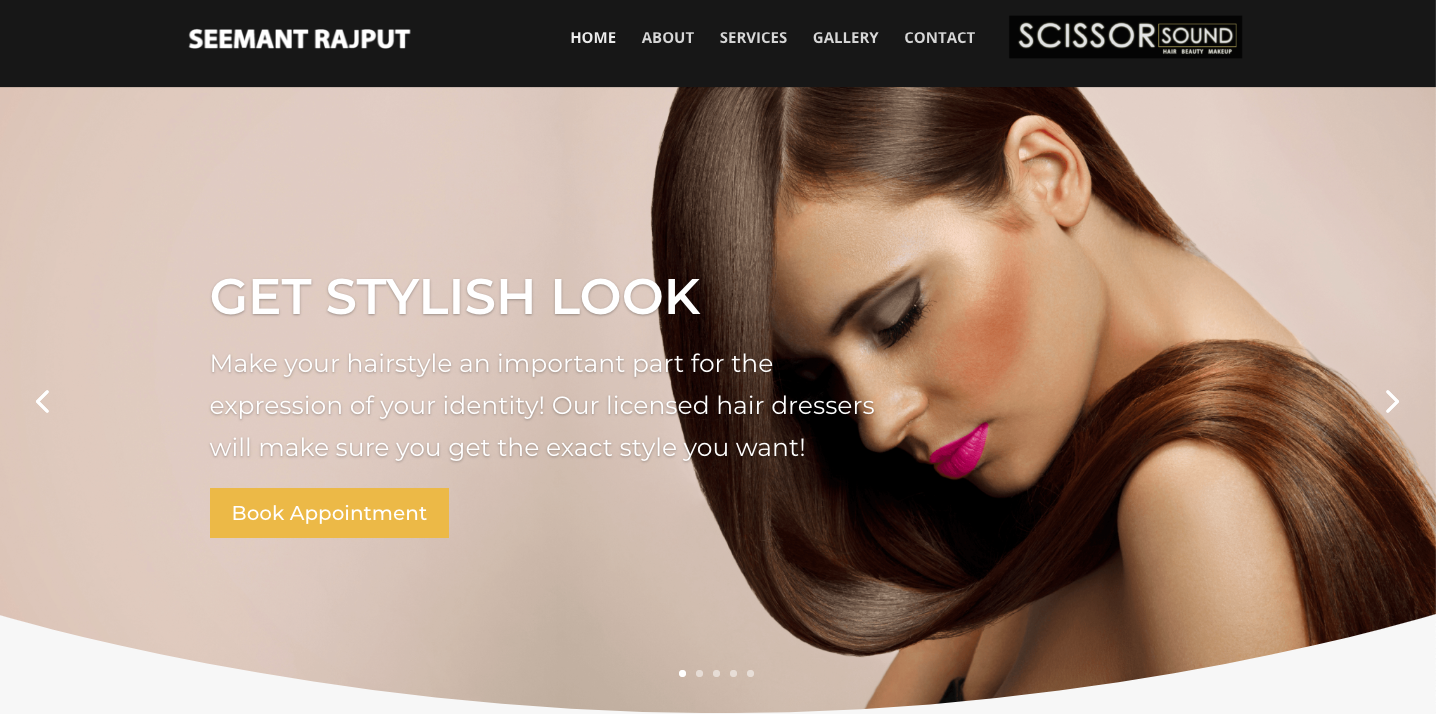 SEEMANT RAJPUT
HOME ABOUT SERVICES GALLERY CONTACT
SCISSOR SOUND
HAIR BEAUTY MAKEUP
GET STYLISH LOOK
Make your hairstyle an important part for the
expression of your identity! Our licensed hair dressers
will make sure you get the exact style you want!
Book Appointment